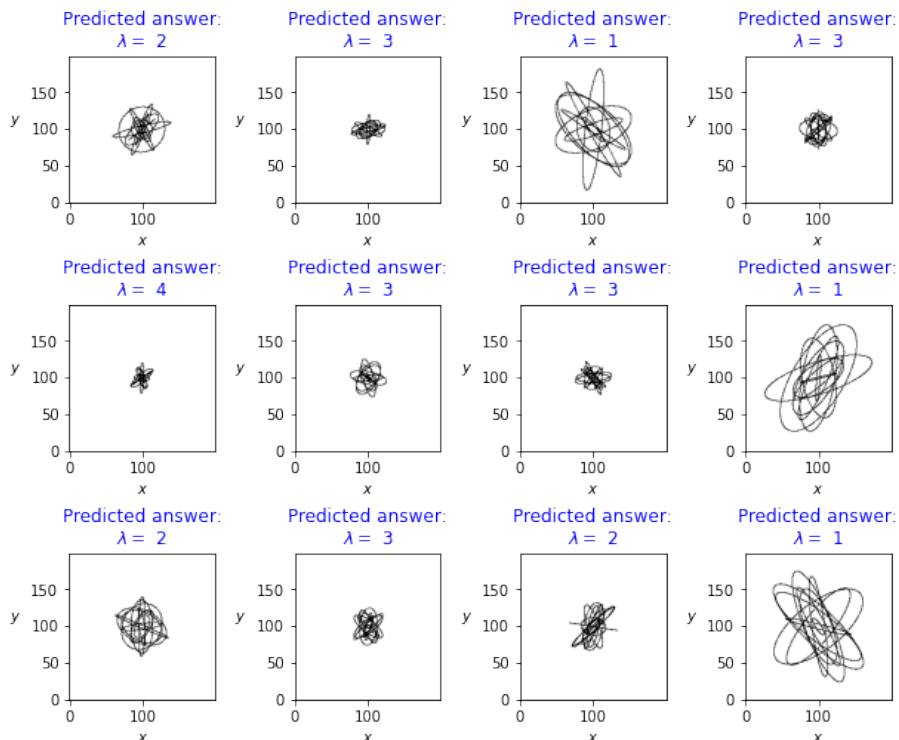 Predicted answer: Predicted answer: Predicted answer: Predicted answer:
λ = 2 λ = 3 λ = 1 λ = 3
150 150 150 150
y 100 y 100 y 100 y 100
50 50 50 50
0 0 0 0
0 100 0 100 0 100 0 100
x x x x
Predicted answer: Predicted answer: Predicted answer: Predicted answer:
λ = 4 λ = 3 λ = 3 λ = 1
150 150 150 150
y 100 y 100 y 100 y 100
50 50 50 50
0 0 0 0
0 100 0 100 0 100 0 100
x x x x
Predicted answer: Predicted answer: Predicted answer: Predicted answer:
λ = 2 λ = 3 λ = 2 λ = 1
150 150 150 150
y 100 y 100 y 100 y 100
50 50 50 50
0 0 0 0
0 100 0 100 0 100 0 100
x x x x